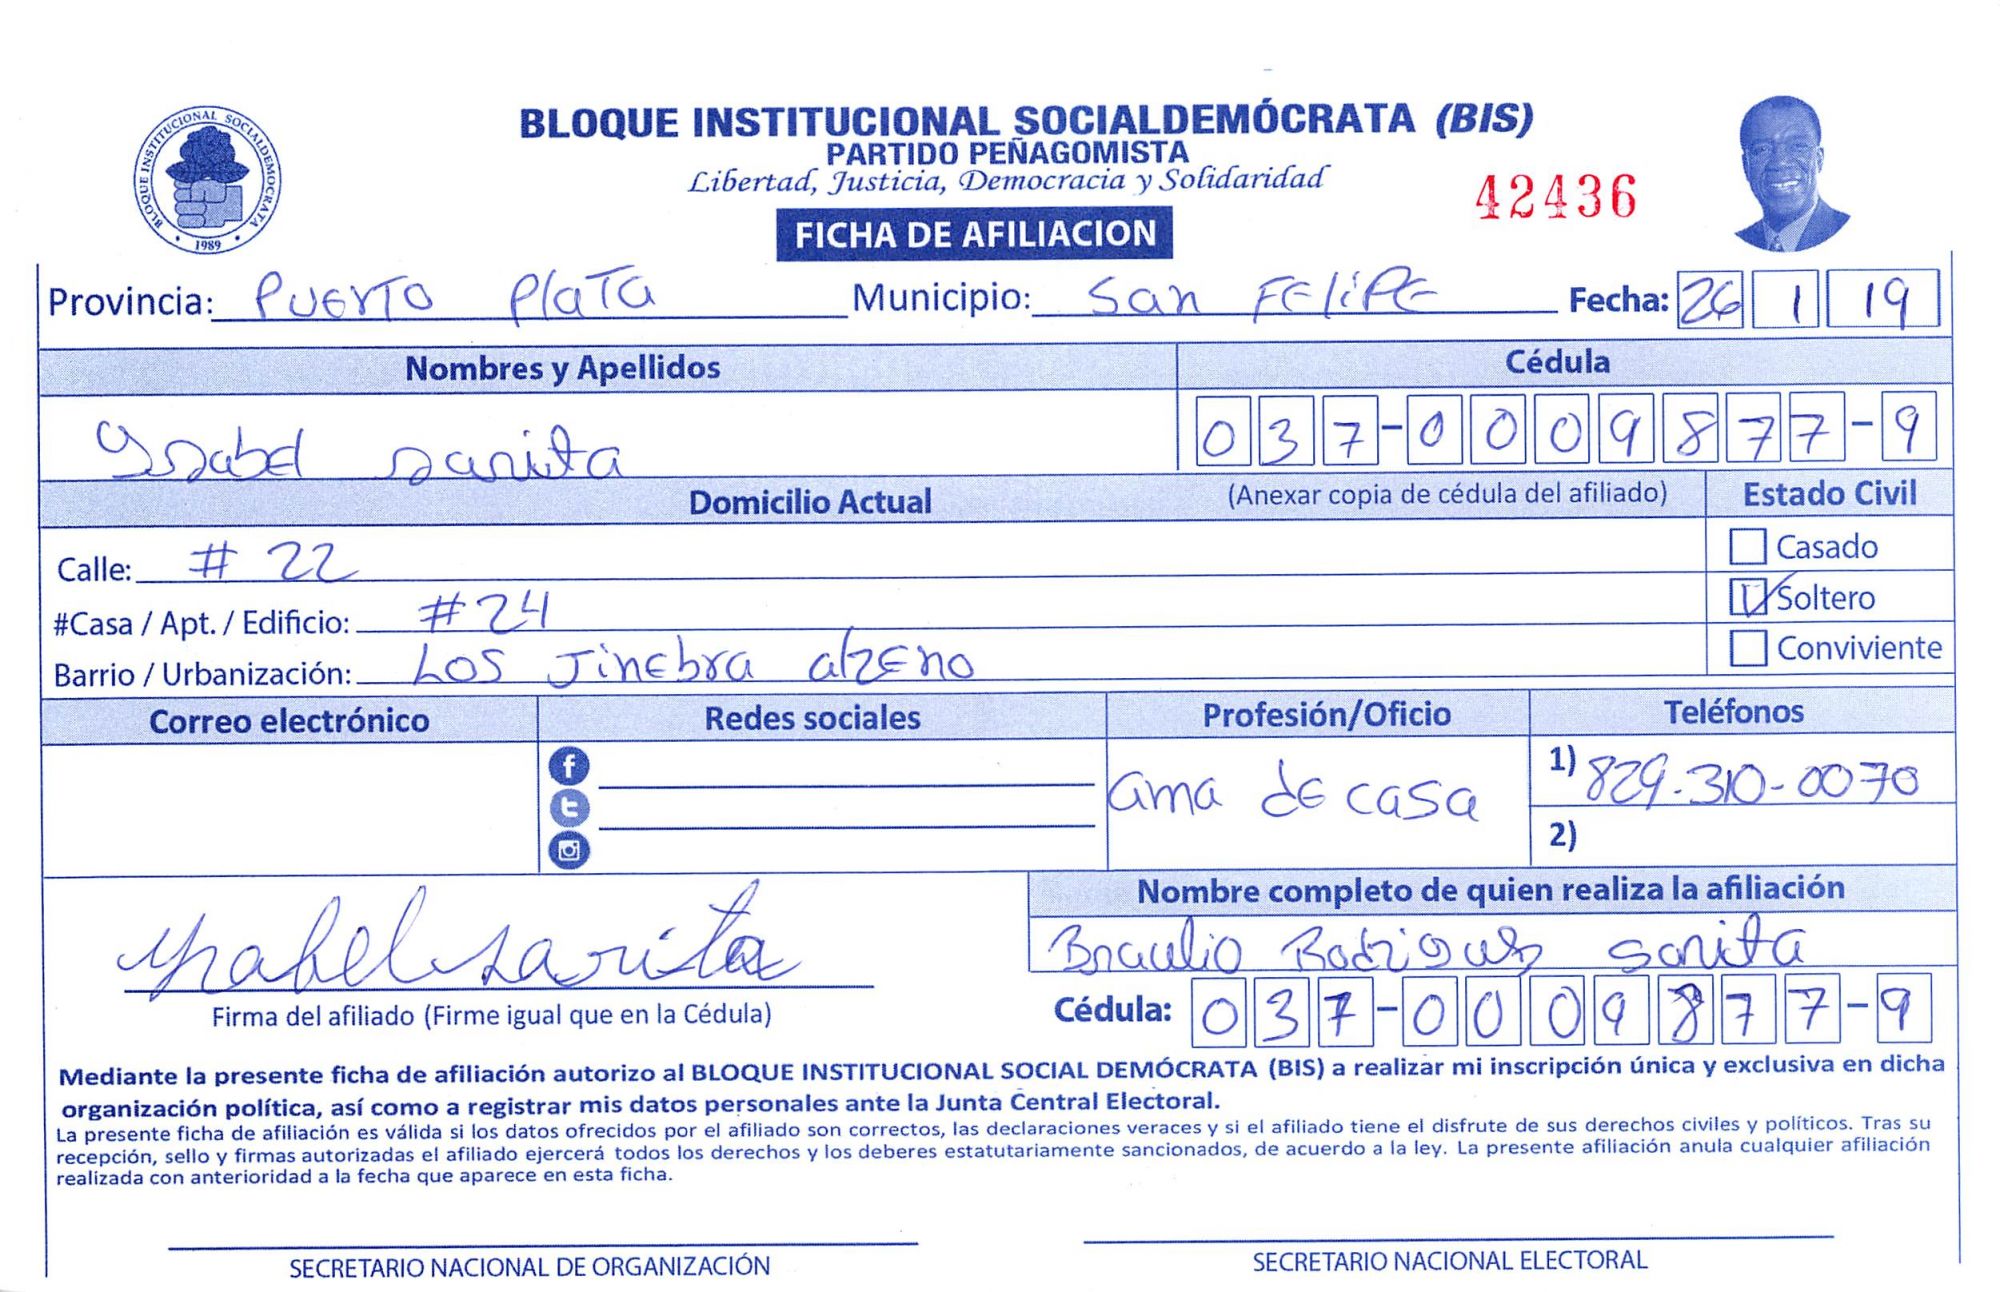 BLOQUE INSTITUCIONAL SOCIALDEMÓCRATA (BIS)
PARTIDO PEÑAGOMISTA
Libertad, Justicia, Democracia y Solidaridad
42436
FICHA DE AFILIACION
BLOQUE INSTITUCIONAL SOCIALDEMOCRATA
1989
Provincia: Puerto Plata Municipio: San Felipe Fecha: 26 1 19
Nombres y Apellidos Cédula
Ysabel Sarita 037-0009877-9
Domicilio Actual (Anexar copia de cédula del afiliado) Estado Civil
Calle: # 22 Casado
#Casa / Apt. / Edificio: #24 Soltero
Barrio / Urbanización: Los Jinebra alzeno Conviviente
Correo electrónico Redes sociales Profesión/Oficio Teléfonos
ama de casa 1) 829-310-0070
2)
Nombre completo de quien realiza la afiliación
Ysabel Sarita Braulio Rodriguez Sarita
Firma del afiliado (Firme igual que en la Cédula) Cédula: 037-0009877-9
Mediante la presente ficha de afiliación autorizo al BLOQUE INSTITUCIONAL SOCIAL DEMÓCRATA (BIS) a realizar mi inscripción única y exclusiva en dicha
organización política, así como a registrar mis datos personales ante la Junta Central Electoral.
La presente ficha de afiliación es válida si los datos ofrecidos por el afiliado son correctos, las declaraciones veraces y si el afiliado tiene el disfrute de sus derechos civiles y políticos. Tras su
recepción, sello y firmas autorizadas el afiliado ejercerá todos los derechos y los deberes estatutariamente sancionados, de acuerdo a la ley. La presente afiliación anula cualquier afiliación
realizada con anterioridad a la fecha que aparece en esta ficha.
SECRETARIO NACIONAL DE ORGANIZACIÓN SECRETARIO NACIONAL ELECTORAL